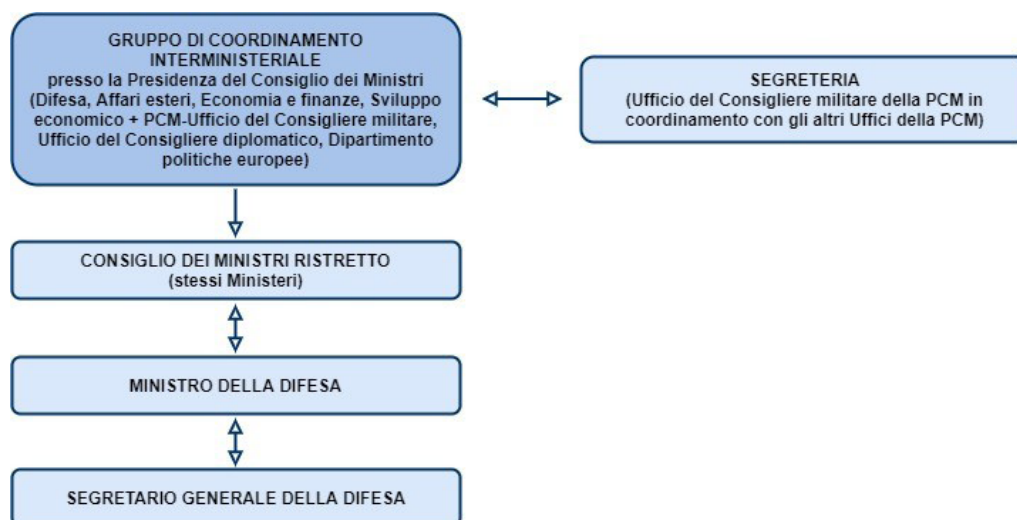 GRUPPO DI COORDINAMENTO
INTERMINISTERIALE
presso la Presidenza del Consiglio dei Ministri
(Difesa, Affari esteri, Economia e finanze, Sviluppo
economico + PCM-Ufficio del Consigliere militare,
Ufficio del Consigliere diplomatico, Dipartimento
politiche europee)
SEGRETERIA
(Ufficio del Consigliere militare della PCM in
coordinamento con gli altri Uffici della PCM)
CONSIGLIO DEI MINISTRI RISTRETTO
(stessi Ministeri)
MINISTRO DELLA DIFESA
SEGRETARIO GENERALE DELLA DIFESA